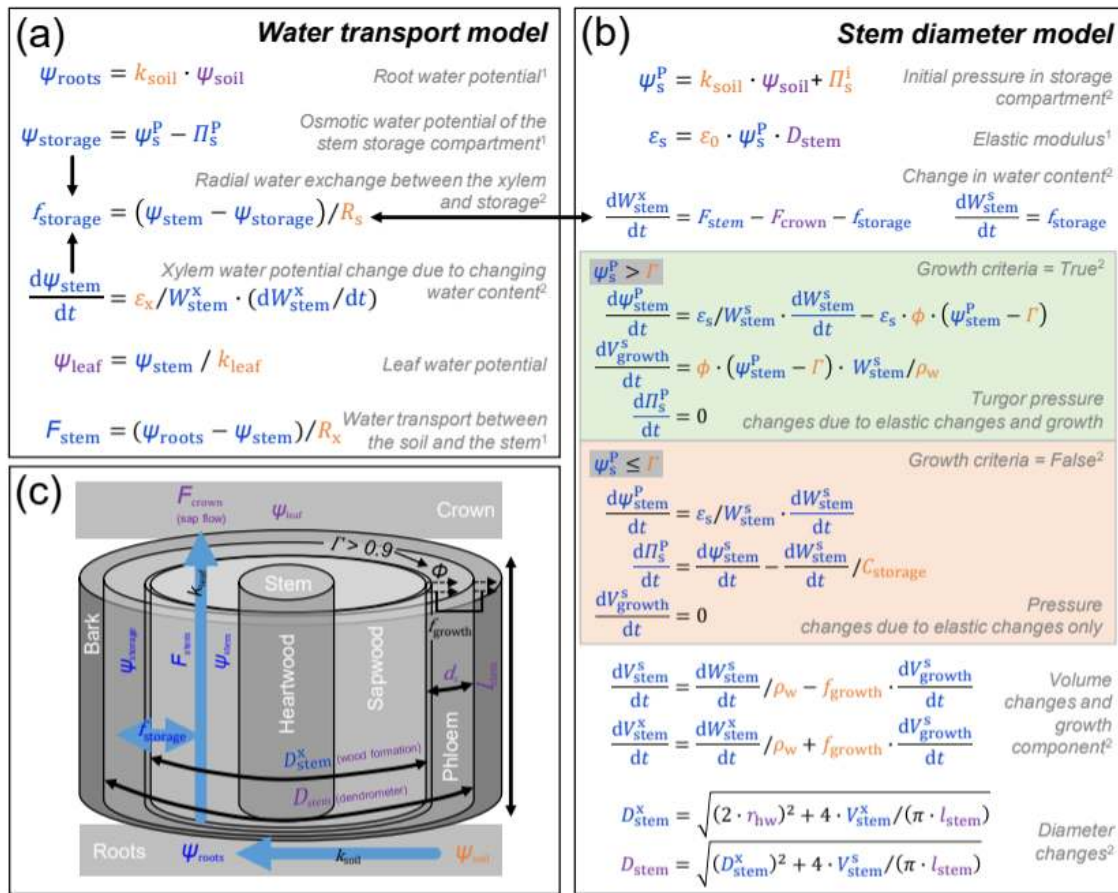 (a) Water transport model
ψroots = ksoil · ψsoil Root water potential¹
ψstorage = ψsP − ΠsP Osmotic water potential of the
stem storage compartment¹
Radial water exchange between the xylem
and storage²
fstorage = (ψstem − ψstorage)/Rs
dψstem/dt = εx/Wxstem · (dWxstem/dt) Xylem water potential change due to changing
water content²
ψleaf = ψstem / kleaf Leaf water potential
Fstem = (ψroots − ψstem)/Rx Water transport between
the soil and the stem¹
(b) Stem diameter model
ψsP = ksoil · ψsoil + Πsi Initial pressure in storage
compartment²
εs = ε0 · ψsP · Dstem Elastic modulus¹
Change in water content²
dWxstem/dt = Fstem − Fcrown − fstorage dWsstem/dt = fstorage
ψsP > Γ Growth criteria = True²
dψPstem/dt = εs/Wsstem · dWsstem/dt − εs · ϕ · (ψPstem − Γ)
dVsgrowth/dt = ϕ · (ψPstem − Γ) · Wsstem/ρw
dΠsP/dt = 0 Turgor pressure
changes due to elastic changes and growth
ψsP ≤ Γ Growth criteria = False²
dψPstem/dt = εs/Wsstem · dWsstem/dt
dΠsP/dt = dψsstem/dt − dWsstem/dt /Cstorage
dVsgrowth/dt = 0 Pressure
changes due to elastic changes only
dVsstem/dt = dWsstem/dt /ρw − fgrowth · dVsgrowth/dt Volume
changes and
growth
component²
dVxstem/dt = dWxstem/dt /ρw + fgrowth · dVsgrowth/dt
Dxstem = √((2 · rhw)² + 4 · Vxstem/(π · lstem)) Diameter
changes²
Dstem = √((Dxstem)² + 4 · Vsstem/(π · lstem))
(c)
Fcrown
(sap flow)
ψleaf
Crown
Γ > 0.9
Φ
Stem
fgrowth
Bark
ψstorage
Fstem
ψstem
Heartwood
Sapwood
ds
Phloem
lstem
fstorage
Dxstem (wood formation)
Dstem (dendrometer)
Roots
ψroots
ksoil
ψsoil